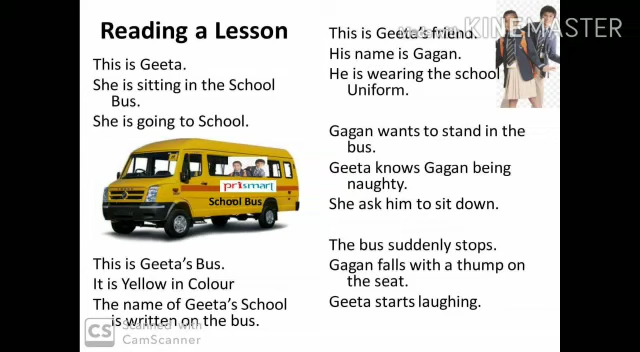 Reading a Lesson
This is Geeta.
She is sitting in the School
Bus.
She is going to School.
prismart
School Bus
This is Geeta's Bus.
It is Yellow in Colour
The name of Geeta's School
is written on the bus.
CS Scanned with
CamScanner
This is Geeta's friend.
His name is Gagan.
He is wearing the school
Uniform.
Gagan wants to stand in the
bus.
Geeta knows Gagan being
naughty.
She ask him to sit down.
The bus suddenly stops.
Gagan falls with a thump on
the seat.
Geeta starts laughing.
KINEMASTER